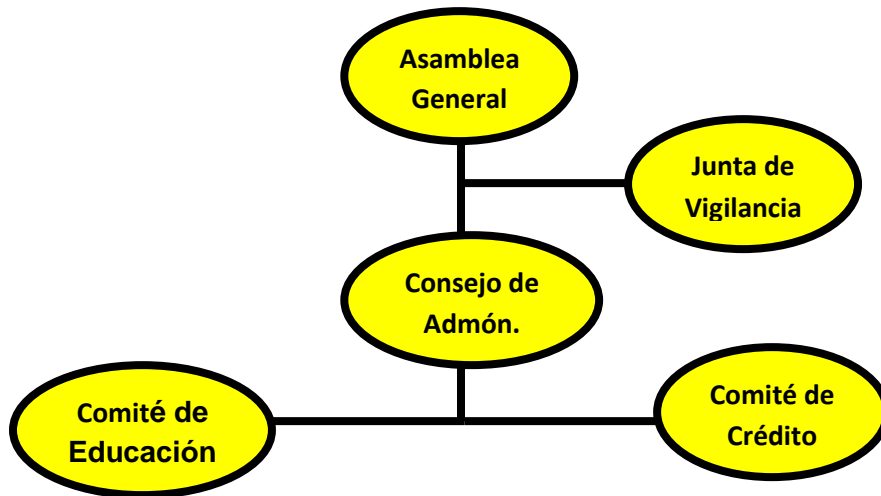 Asamblea
General
Junta de
Vigilancia
Consejo de
Admón.
Comité de
Educación
Comité de
Crédito